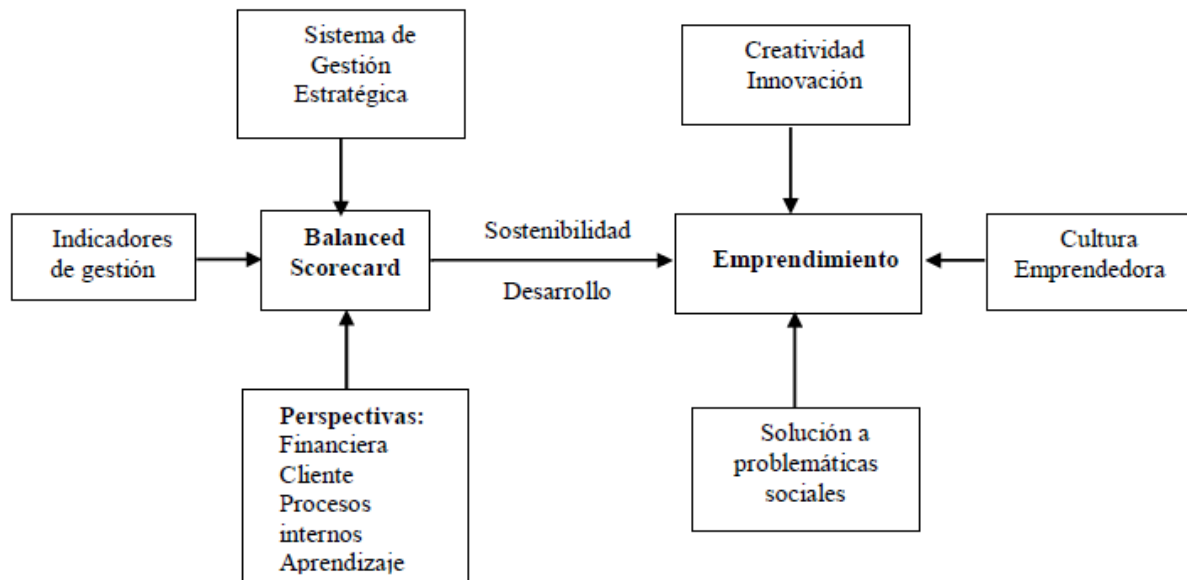 Sistema de
Gestión
Estratégica
Creatividad
Innovación
Indicadores
de gestión
Balanced
Scorecard
Sostenibilidad
Desarrollo
Emprendimiento
Cultura
Emprendedora
Perspectivas:
Financiera
Cliente
Procesos
internos
Aprendizaje
Solución a
problemáticas
sociales